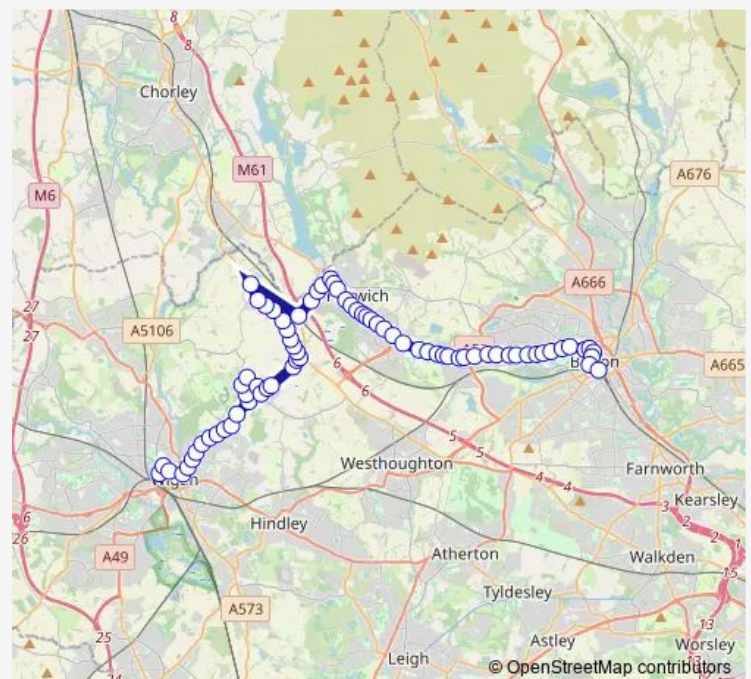 8
8
Chorley
M61
M6
A676
A666
27
27
A5106
A665
6
6
5
5
Westhoughton
4
4
Farnworth
Kearsley
3
2
2
1
Hindley
6
26
A49
Atherton
Walkden
15
Tyldesley
A573
13
25
Astley
Worsley
13
24
Leigh
© OpenStreetMap contributors